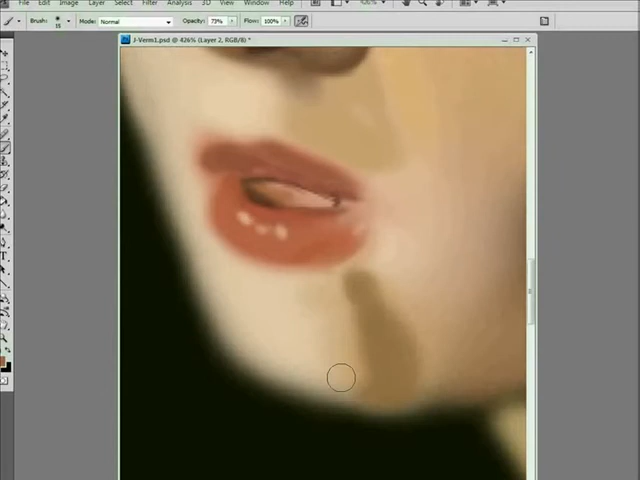 File Edit Image Layer Select Filter Analysis 3D View Window Help
Brush: Mode: Normal Opacity: 73% Flow: 100%
J-Verm1.psd @ 426% (Layer 2, RGB/8) *